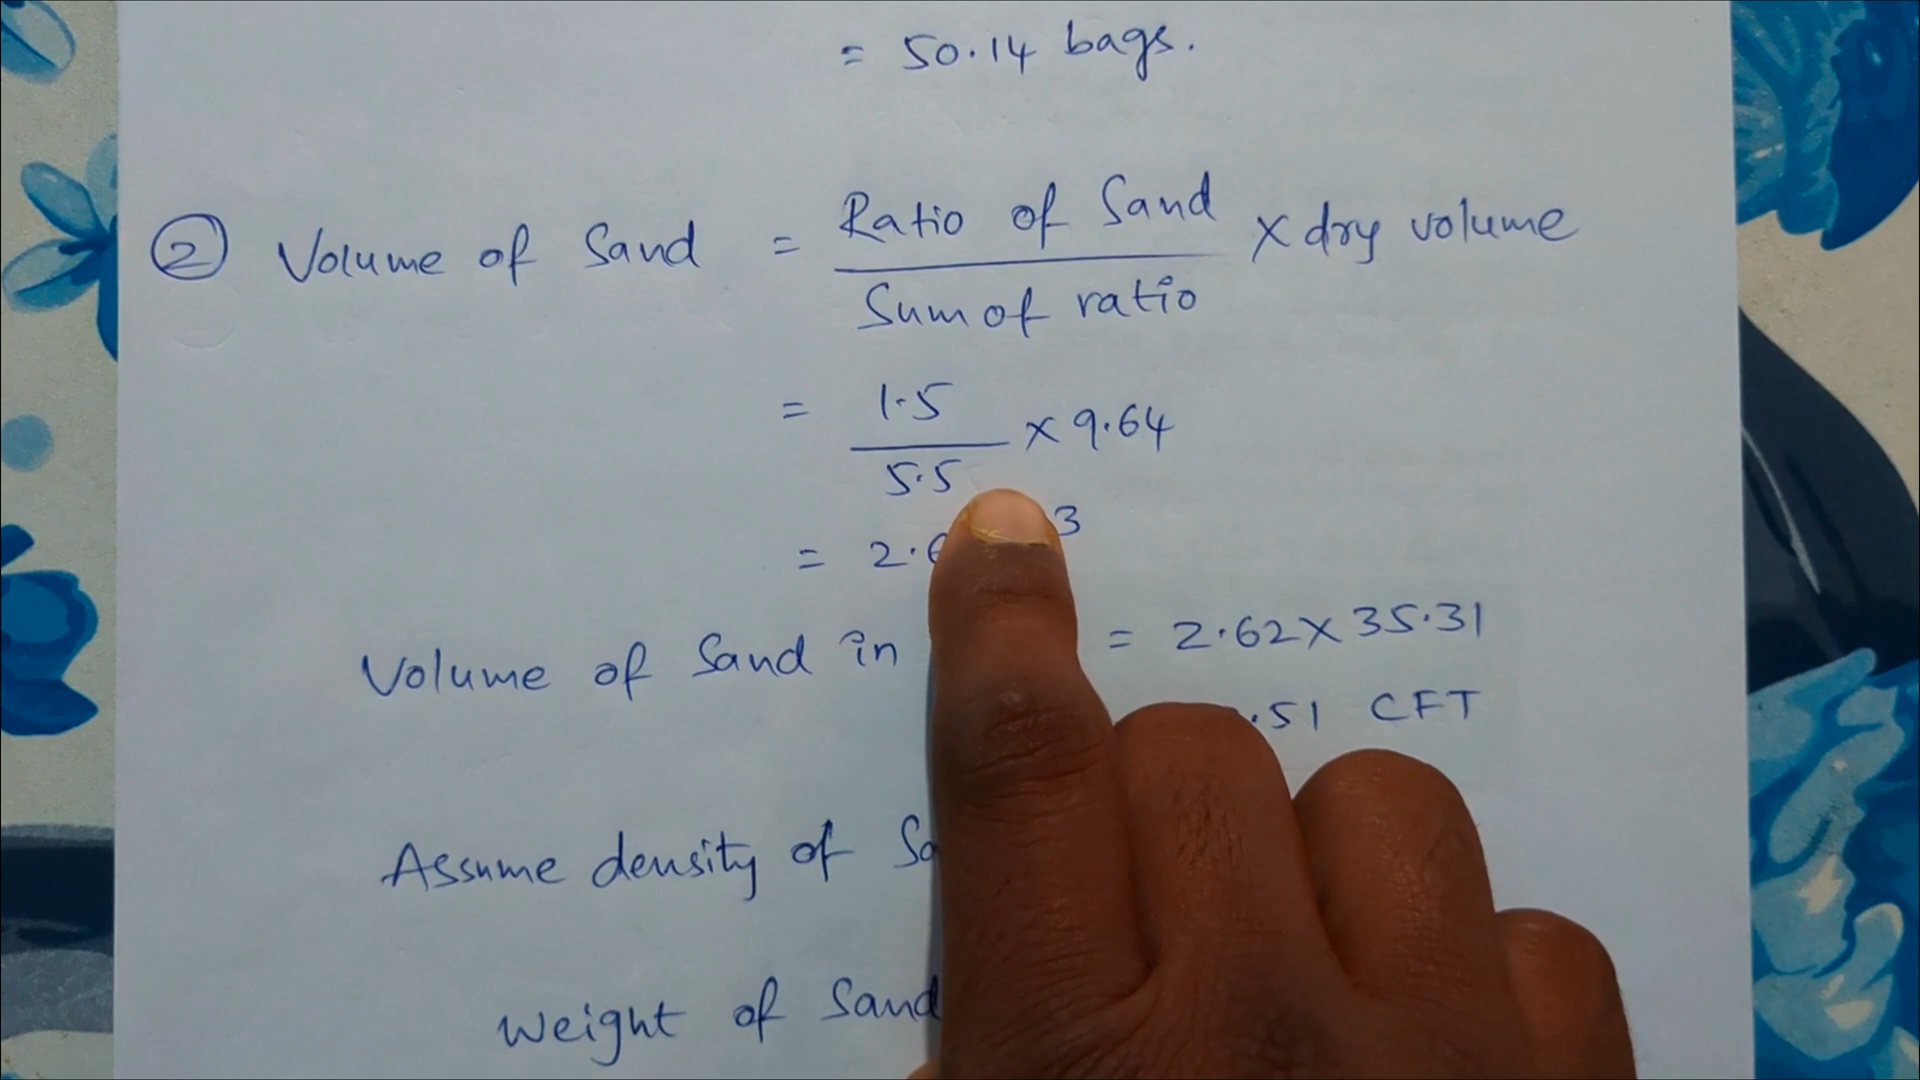 = 50.14 bags.
② Volume of Sand = Ratio of Sand / Sum of ratio × dry volume
= 1.5 / 5.5 × 9.64
= 2.6 3
Volume of Sand in = 2.62 × 35.31
.51 CFT
Assume density of
Weight of Sand